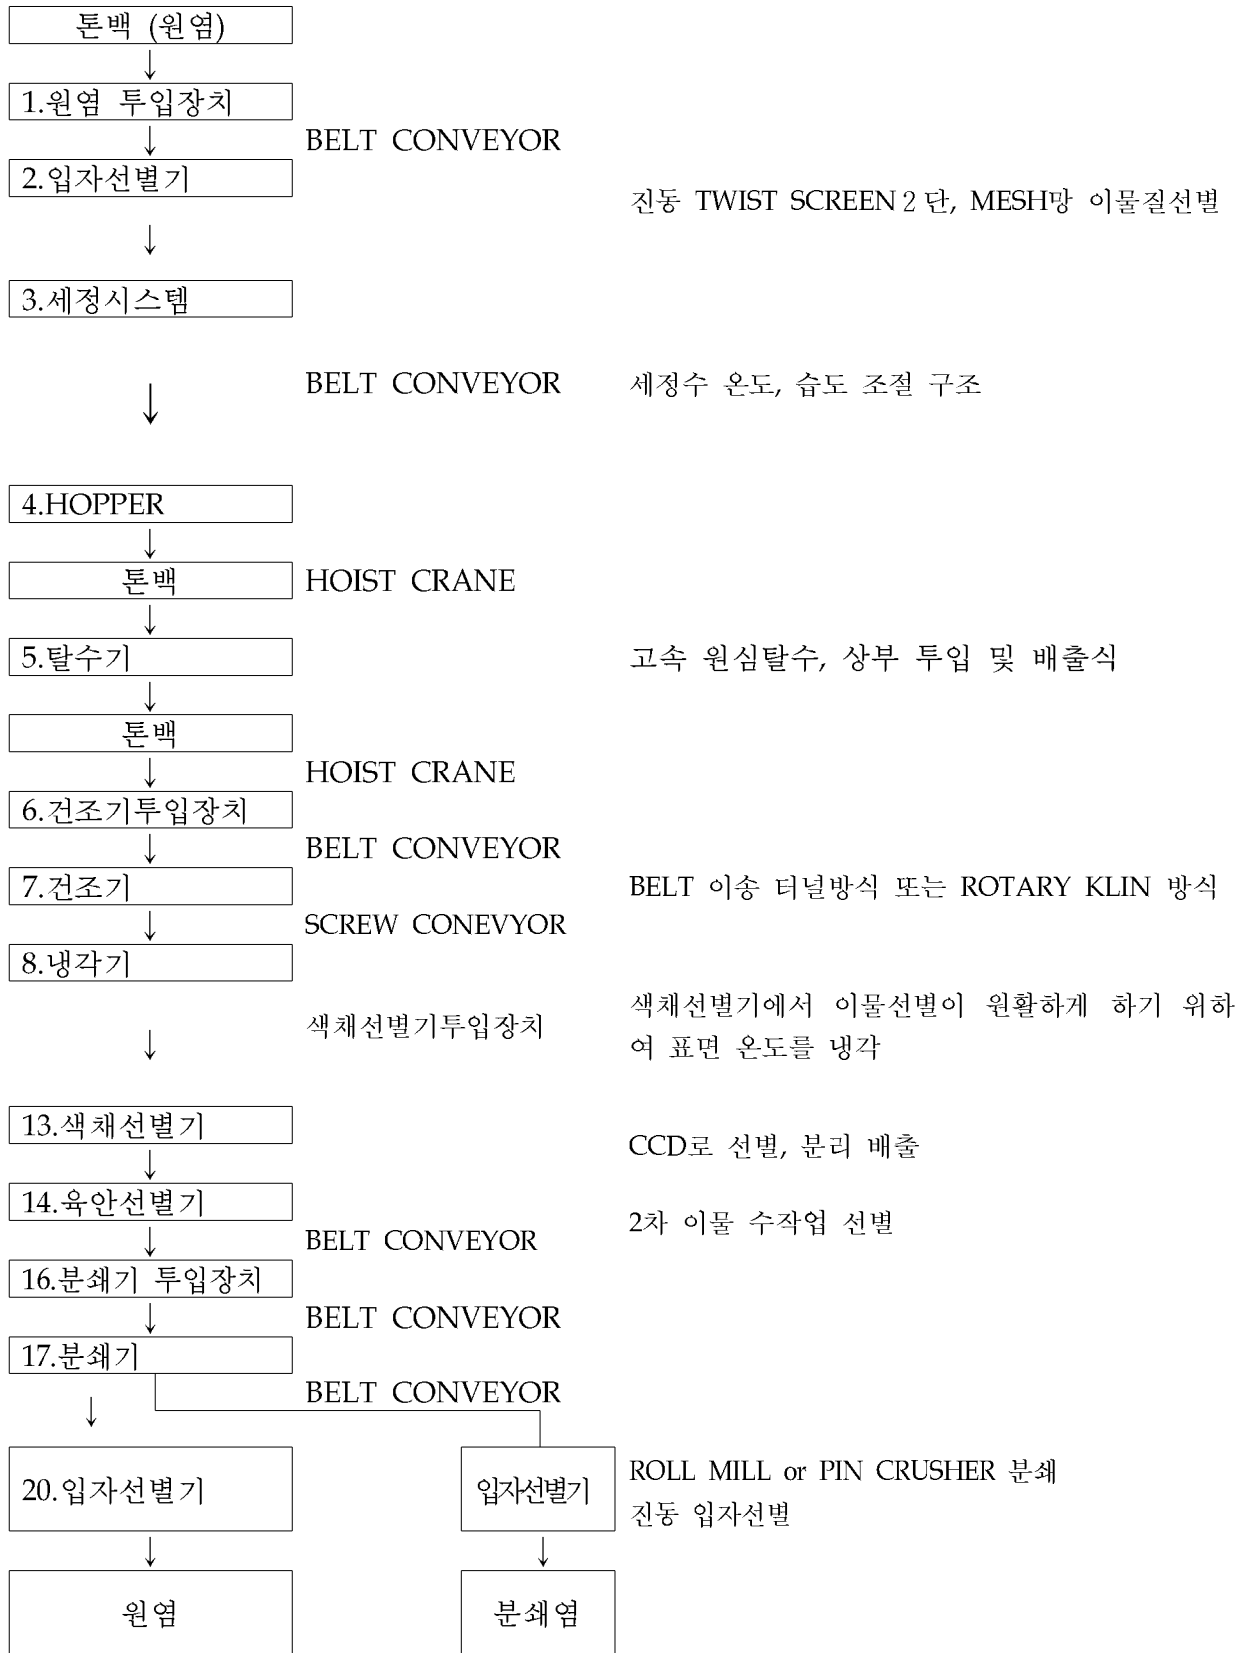 톤백 (원염)
↓
1.원염 투입장치
↓ BELT CONVEYOR
2.입자선별기
진동 TWIST SCREEN 2 단, MESH망 이물질선별
↓
3.세정시스템
↓ BELT CONVEYOR 세정수 온도, 습도 조절 구조
4.HOPPER
↓
톤백 HOIST CRANE
↓
5.탈수기 고속 원심탈수, 상부 투입 및 배출식
↓
톤백
↓ HOIST CRANE
6.건조기투입장치
↓ BELT CONVEYOR
7.건조기 BELT 이송 터널방식 또는 ROTARY KLIN 방식
↓ SCREW CONEVYOR
8.냉각기
↓ 색채선별기투입장치
색채선별기에서 이물선별이 원활하게 하기 위하
여 표면 온도를 냉각
13.색채선별기
CCD로 선별, 분리 배출
↓
14.육안선별기
2차 이물 수작업 선별
↓ BELT CONVEYOR
16.분쇄기 투입장치
↓ BELT CONVEYOR
17.분쇄기
↓ BELT CONVEYOR
20.입자선별기 입자선별기
ROLL MILL or PIN CRUSHER 분쇄
진동 입자선별
↓ ↓
원염 분쇄염